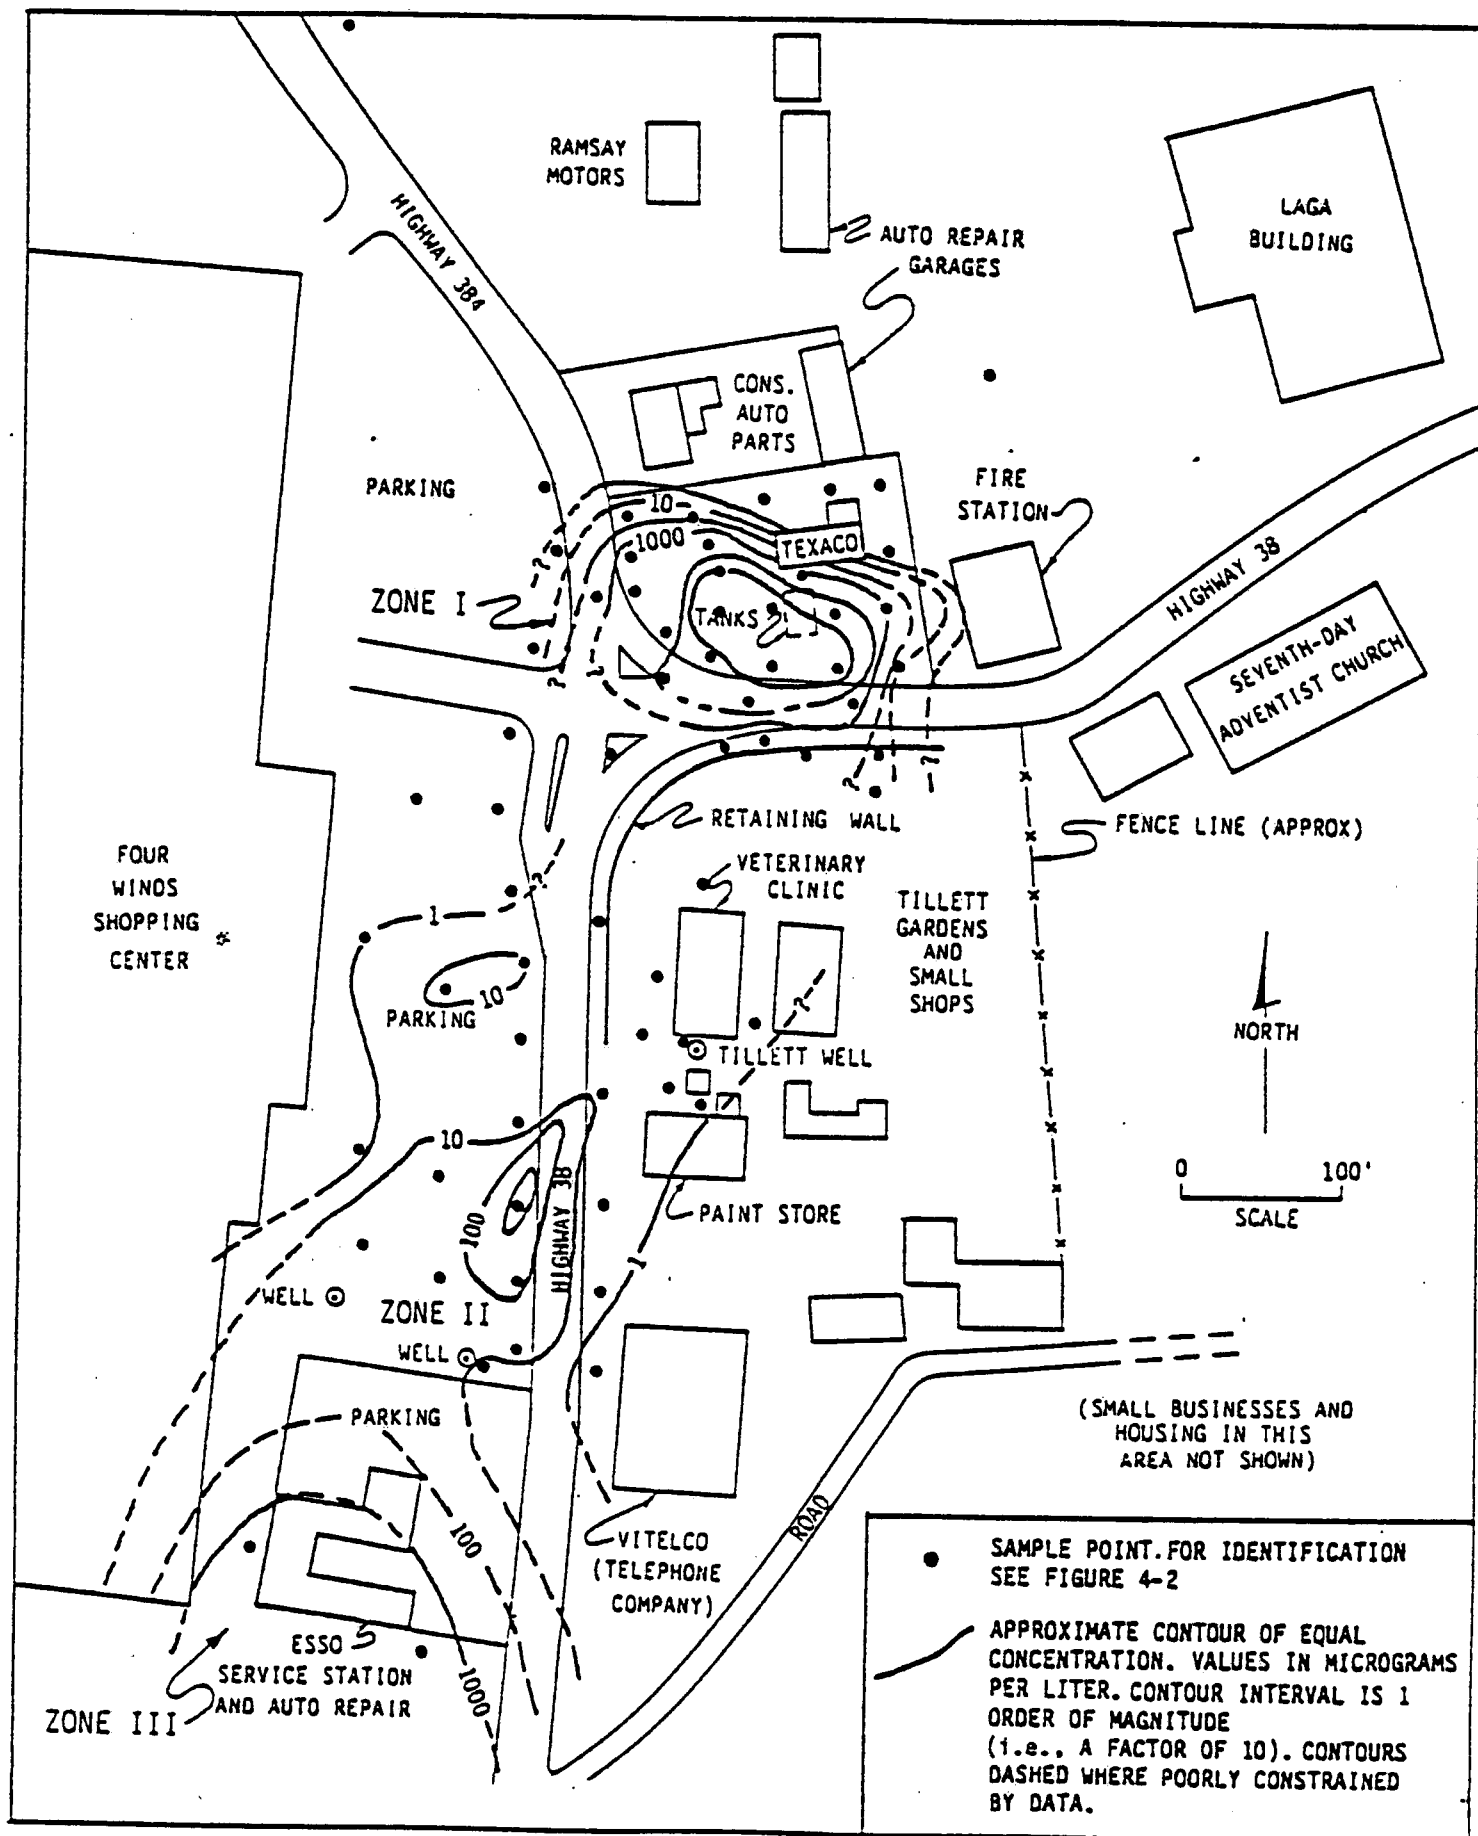 RAMSAY
MOTORS
HIGHWAY 384
AUTO REPAIR
GARAGES
LAGA
BUILDING
CONS.
AUTO
PARTS
PARKING
FIRE
STATION
10
1000
TEXACO
ZONE I
TANKS
?
?
?
?
?
?
HIGHWAY 38
SEVENTH-DAY
ADVENTIST CHURCH
RETAINING WALL
FENCE LINE (APPROX)
FOUR
WINDS
SHOPPING
CENTER
VETERINARY
CLINIC
TILLETT
GARDENS
AND
SMALL
SHOPS
?
1
10
PARKING
?
TILLETT WELL
NORTH
10
0 100'
SCALE
PAINT STORE
100
HIGHWAY 38
1
WELL
ZONE II
WELL
PARKING
(SMALL BUSINESSES AND
HOUSING IN THIS
AREA NOT SHOWN)
100
VITELCO
(TELEPHONE
COMPANY)
ROAD
ESSO
SERVICE STATION
AND AUTO REPAIR
1000
ZONE III
SAMPLE POINT.FOR IDENTIFICATION
SEE FIGURE 4-2
APPROXIMATE CONTOUR OF EQUAL
CONCENTRATION. VALUES IN MICROGRAMS
PER LITER. CONTOUR INTERVAL IS 1
ORDER OF MAGNITUDE
(i.e., A FACTOR OF 10). CONTOURS
DASHED WHERE POORLY CONSTRAINED
BY DATA.